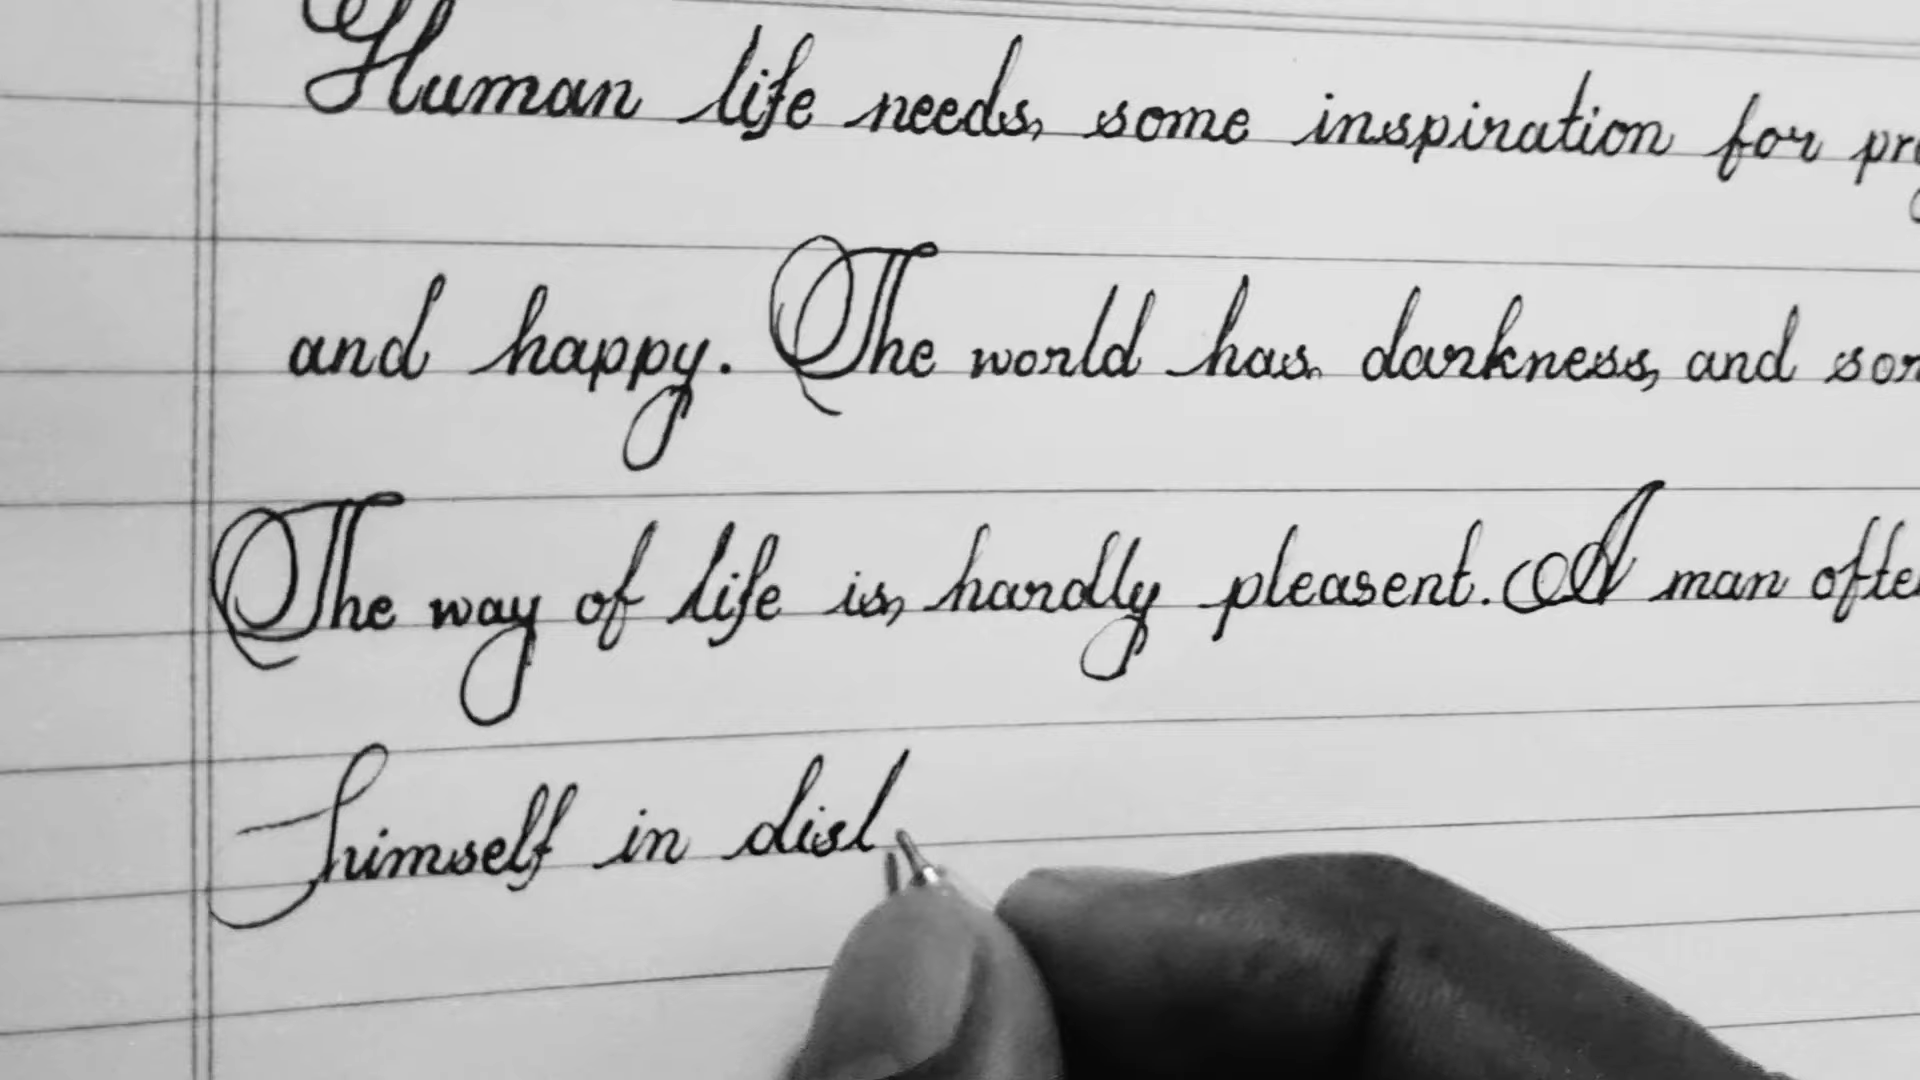 Human life needs some inspiration for
and happy. The world has darkness and
The way of life is hardly pleasent. A man
himself in